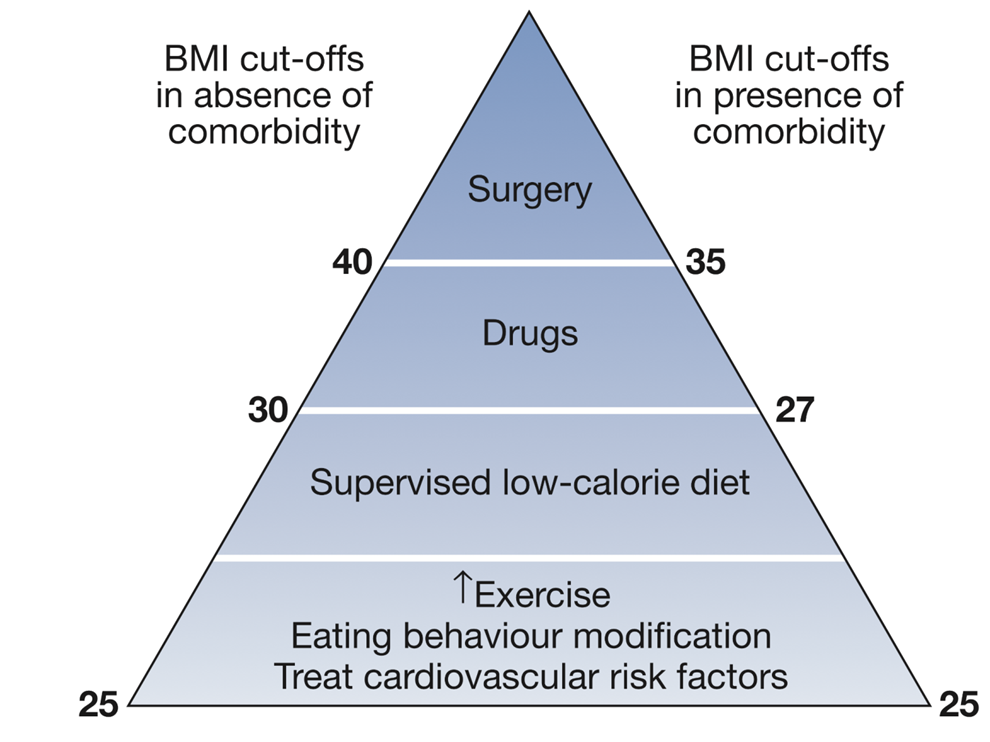 BMI cut-offs
in absence of
comorbidity
BMI cut-offs
in presence of
comorbidity
Surgery
40
35
Drugs
30
27
Supervised low-calorie diet
↑Exercise
Eating behaviour modification
Treat cardiovascular risk factors
25
25